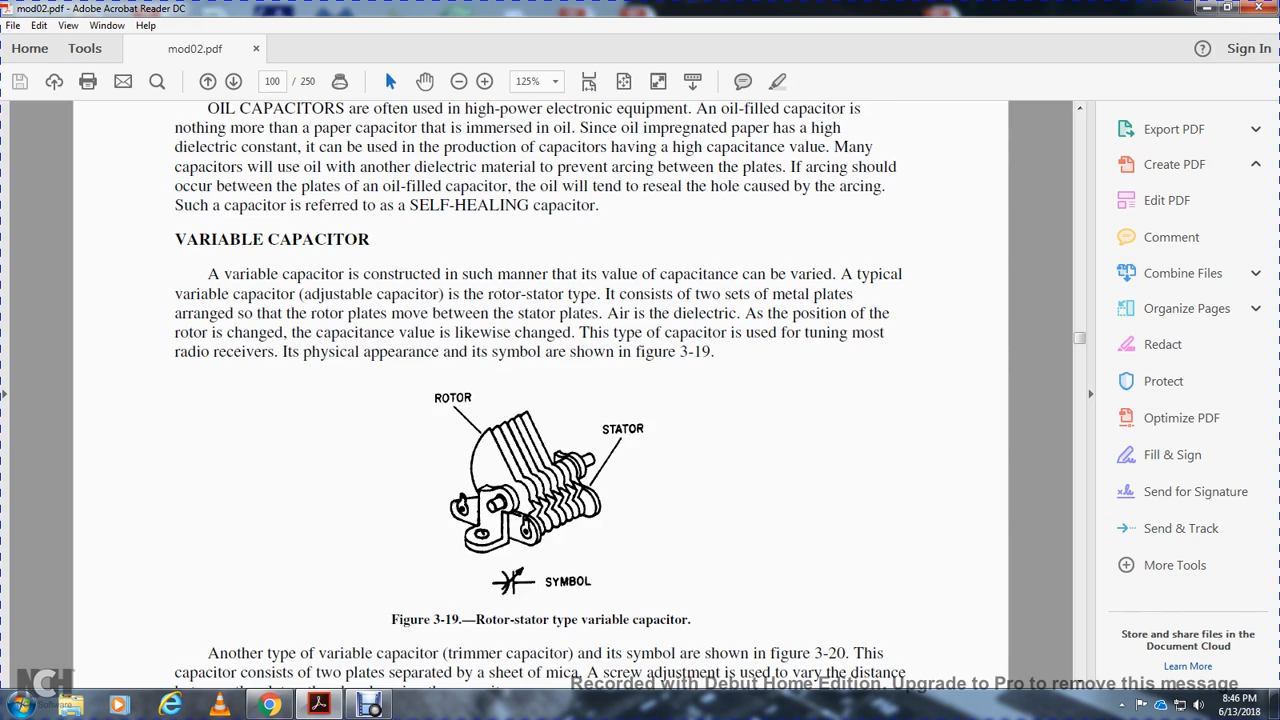 mod02.pdf - Adobe Acrobat Reader DC
File Edit View Window Help
Home Tools mod02.pdf × ? Sign In
100 / 250 125%
OIL CAPACITORS are often used in high-power electronic equipment. An oil-filled capacitor is
nothing more than a paper capacitor that is immersed in oil. Since oil impregnated paper has a high
dielectric constant, it can be used in the production of capacitors having a high capacitance value. Many
capacitors will use oil with another dielectric material to prevent arcing between the plates. If arcing should
occur between the plates of an oil-filled capacitor, the oil will tend to reseal the hole caused by the arcing.
Such a capacitor is referred to as a SELF-HEALING capacitor.
VARIABLE CAPACITOR
A variable capacitor is constructed in such manner that its value of capacitance can be varied. A typical
variable capacitor (adjustable capacitor) is the rotor-stator type. It consists of two sets of metal plates
arranged so that the rotor plates move between the stator plates. Air is the dielectric. As the position of the
rotor is changed, the capacitance value is likewise changed. This type of capacitor is used for tuning most
radio receivers. Its physical appearance and its symbol are shown in figure 3-19.
ROTOR
STATOR
SYMBOL
Figure 3-19.—Rotor-stator type variable capacitor.
Another type of variable capacitor (trimmer capacitor) and its symbol are shown in figure 3-20. This
capacitor consists of two plates separated by a sheet of mica. A screw adjustment is used to vary the distance
Export PDF
Create PDF
Edit PDF
Comment
Combine Files
Organize Pages
Redact
Protect
Optimize PDF
Fill & Sign
Send for Signature
Send & Track
More Tools
Store and share files in the
Document Cloud
Learn More
Recorded with Debut Home Edition. Upgrade to Pro to remove this message
NCH
Software
8:46 PM
6/13/2018